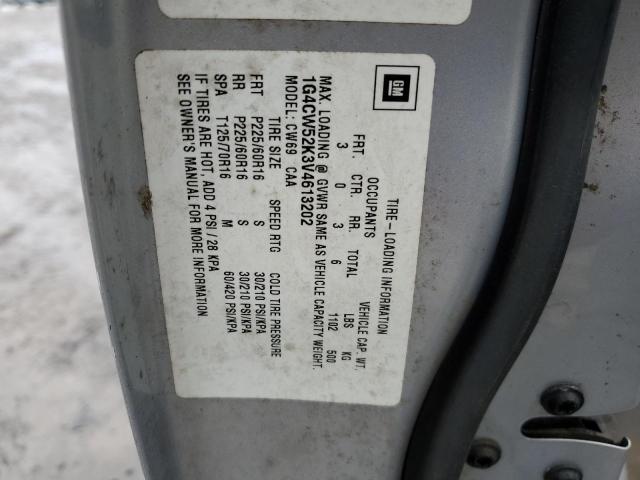 GM
TIRE-LOADING INFORMATION
OCCUPANTS VEHICLE CAP. WT.
FRT. CTR. RR. TOTAL LBS KG
3 0 3 6 1102 500
MAX. LOADING @ GVWR SAME AS VEHICLE CAPACITY WEIGHT.
1G4CW52K3V4613202
MODEL: CW69 CAA
TIRE SIZE SPEED RTG COLD TIRE PRESSURE
FRT P225/60R16 S 30/210 PSI/KPA
RR P225/60R16 S 30/210 PSI/KPA
SPA T125/70R16 M 60/420 PSI/KPA
IF TIRES ARE HOT, ADD 4 PSI / 28 KPA
SEE OWNER'S MANUAL FOR MORE INFORMATION.